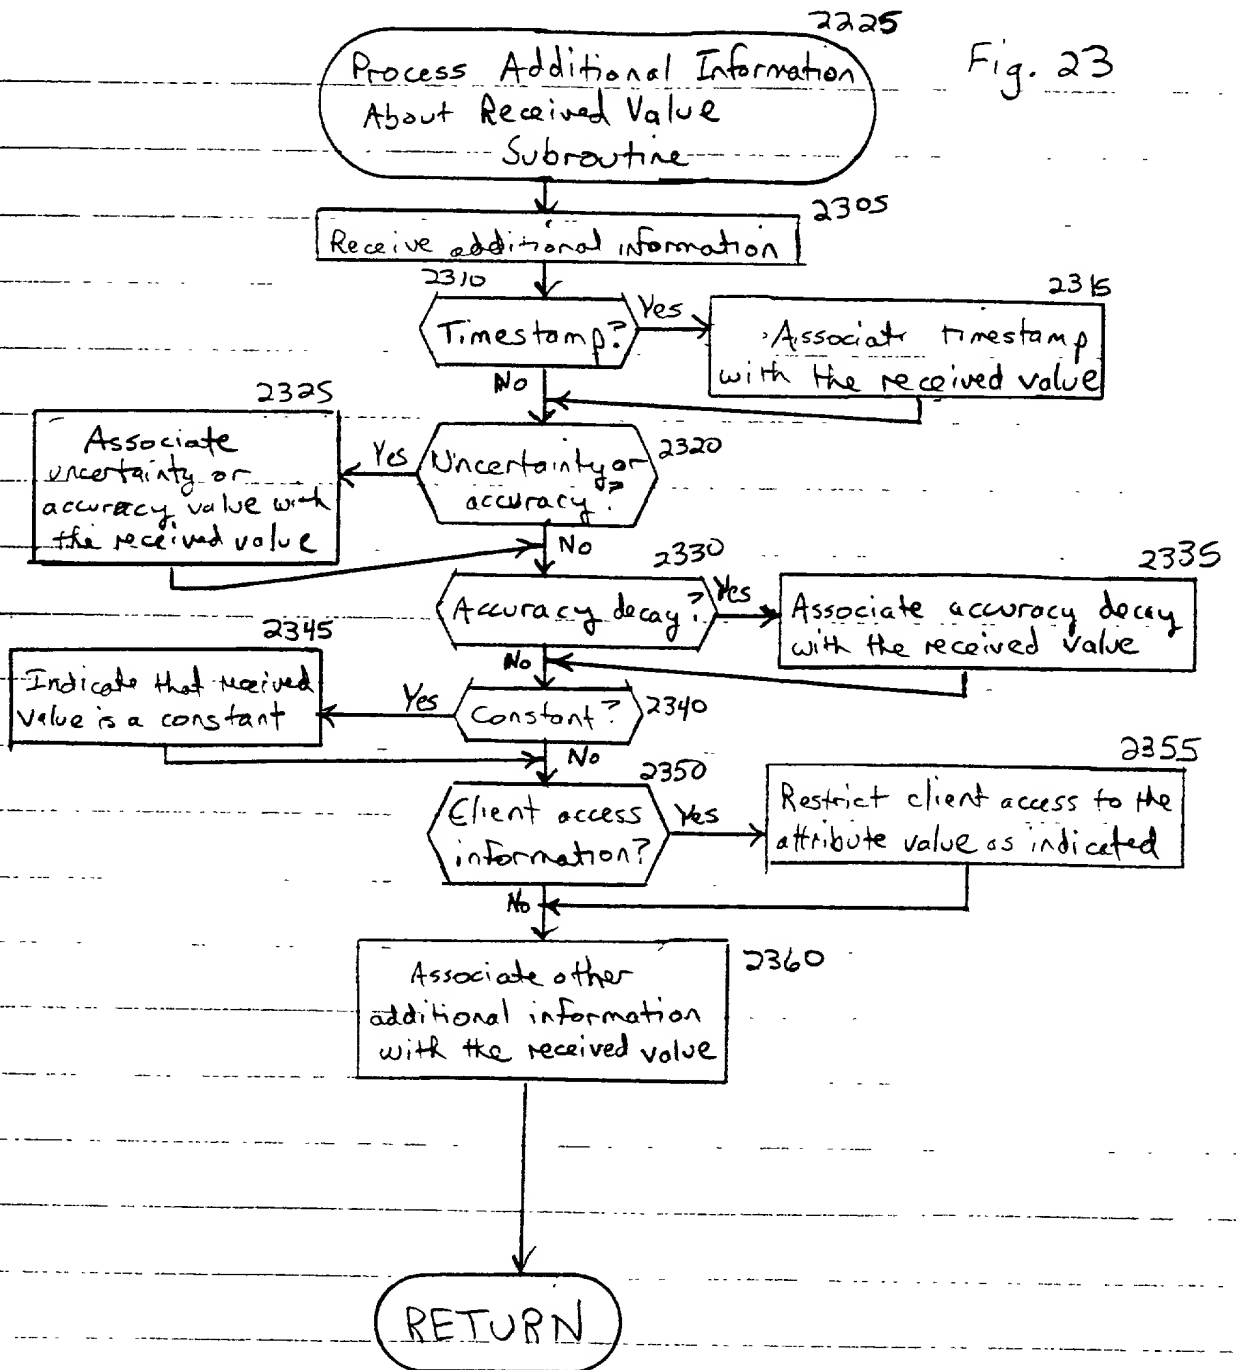 2225
Fig. 23
Process Additional Information
About Received Value
Subroutine
2305
Receive additional information
2310
Timestamp?
Yes
No
2315
Associate timestamp
with the received value
2325
Associate
uncertainty or
accuracy value with
the received value
Yes
Uncertainty or
accuracy?
2320
No
2330
Accuracy decay?
Yes
No
2335
Associate accuracy decay
with the received value
2345
Indicate that received
value is a constant
Yes
Constant?
2340
No
2350
Client access
information?
Yes
No
2355
Restrict client access to the
attribute value as indicated
2360
Associate other
additional information
with the received value
RETURN